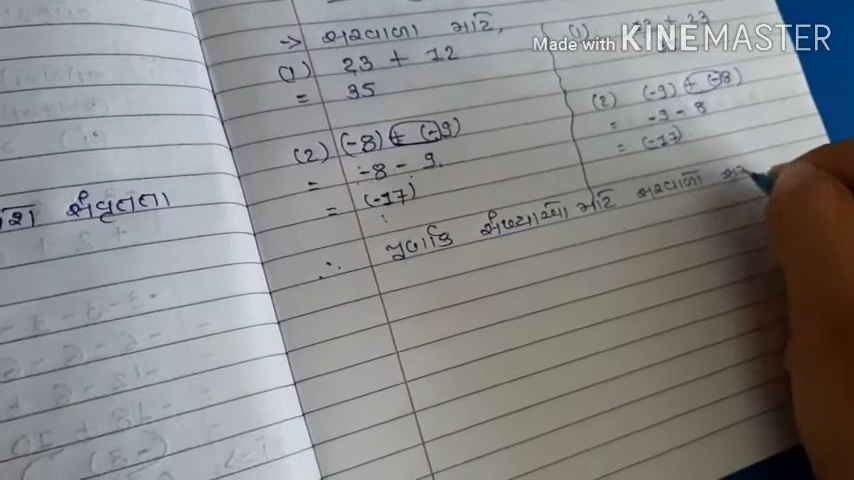 → સરવાળા માટે,
(1) 23 + 12
= 35
(2) (-8) + (-9)
= -8 - 9
= (-17)
(2) (-9) + (-8)
= -9 - 8
= (-17)
∴ પૂર્ણાંક સંખ્યાઓ માટે સરવાળા
સંવૃતતા
Made with KINEMASTER